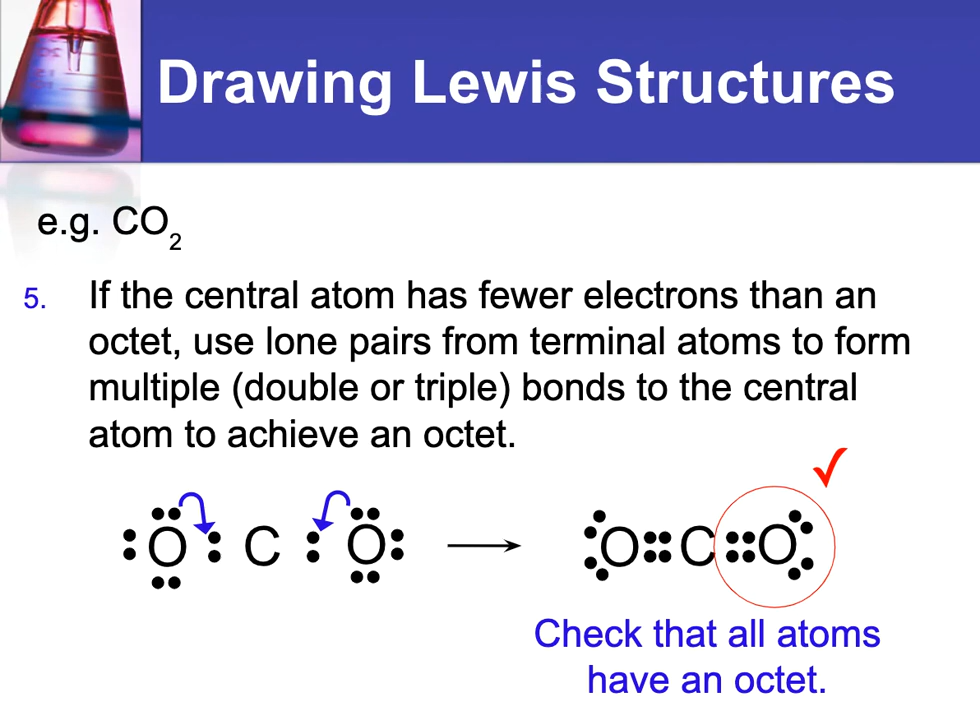 Drawing Lewis Structures
e.g. CO₂
5. If the central atom has fewer electrons than an
octet, use lone pairs from terminal atoms to form
multiple (double or triple) bonds to the central
atom to achieve an octet.
O C O → O C O
Check that all atoms
have an octet.